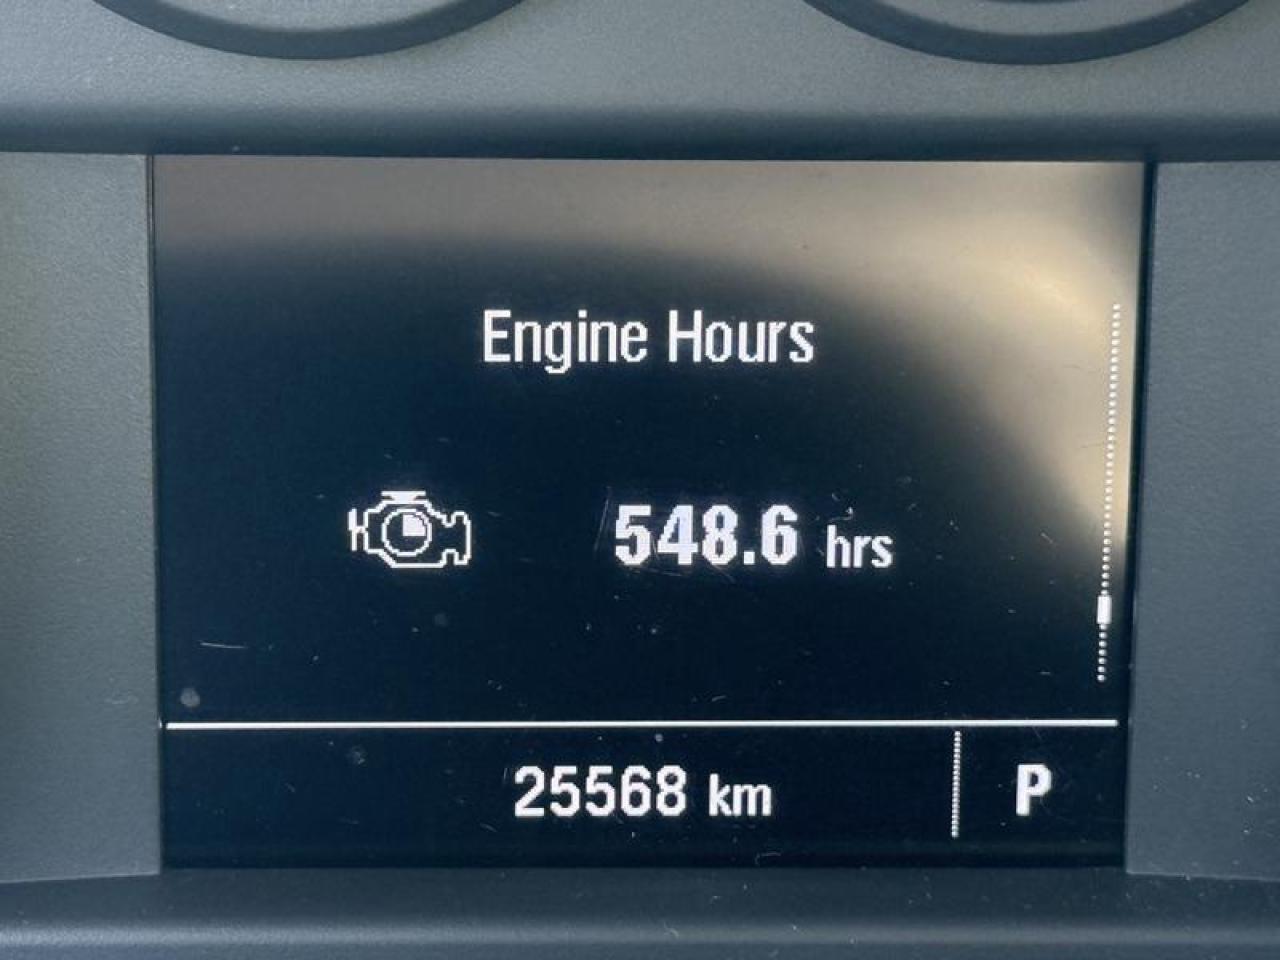 Engine Hours
548.6 hrs
25568 km P